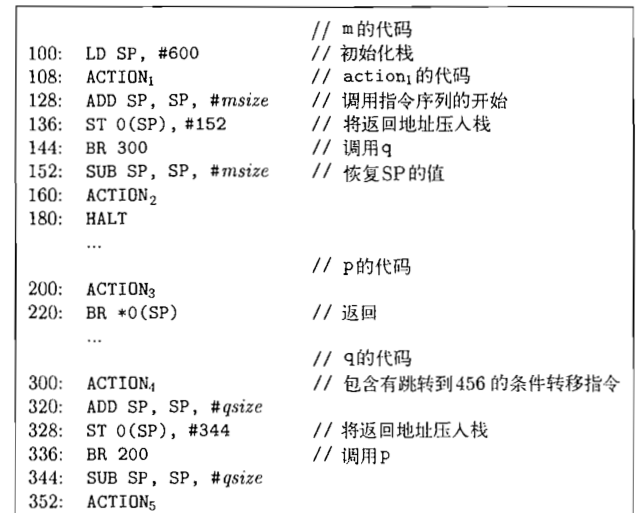 // m的代码
100: LD SP, #600 // 初始化栈
108: ACTION₁ // action₁的代码
128: ADD SP, SP, #msize // 调用指令序列的开始
136: ST 0(SP), #152 // 将返回地址压入栈
144: BR 300 // 调用q
152: SUB SP, SP, #msize // 恢复SP的值
160: ACTION₂
180: HALT
...
// p的代码
200: ACTION₃
220: BR *0(SP) // 返回
...
// q的代码
300: ACTION₄ // 包含有跳转到456的条件转移指令
320: ADD SP, SP, #qsize
328: ST 0(SP), #344 // 将返回地址压入栈
336: BR 200 // 调用p
344: SUB SP, SP, #qsize
352: ACTION₅